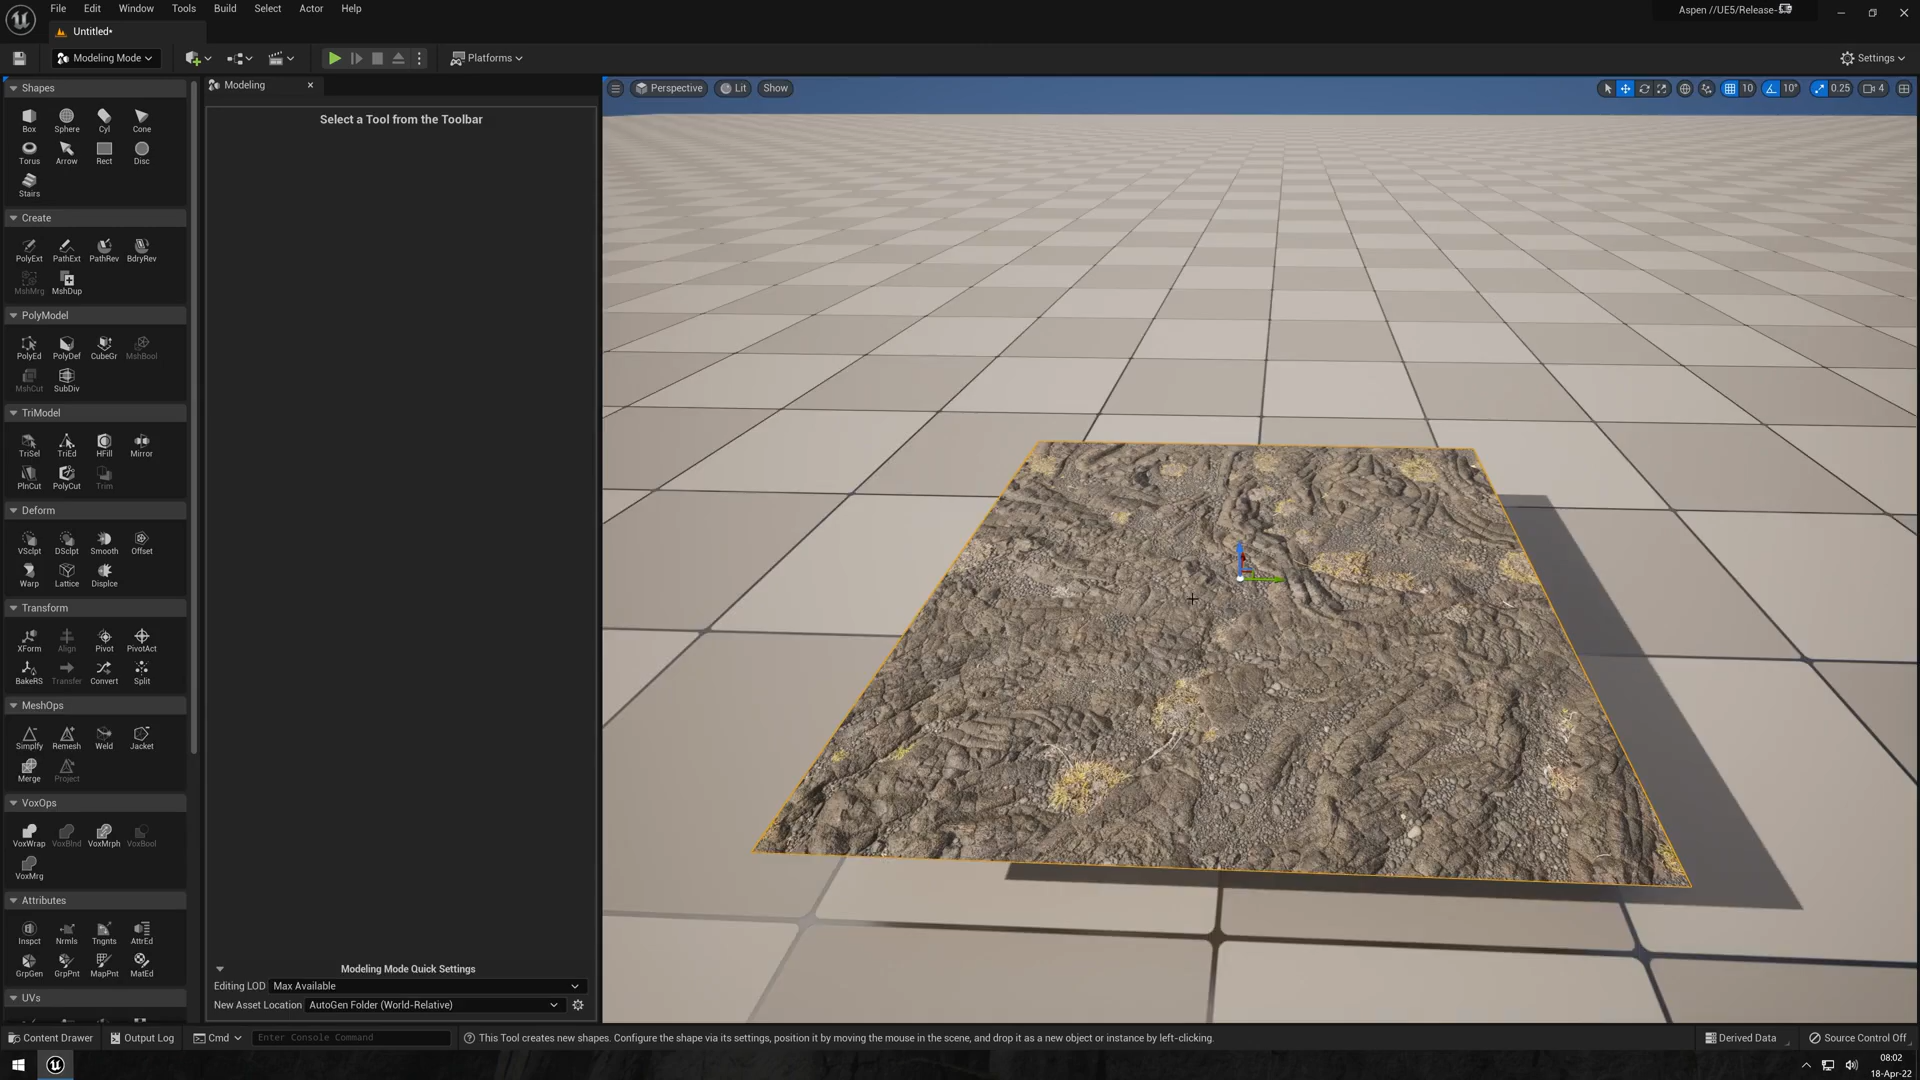 File Edit Window Tools Build Select Actor Help
Untitled*
Modeling Mode
Platforms
Settings
Shapes
Box Sphere Cyl Cone
Torus Arrow Rect Disc
Stairs
Create
PolyExt PathExt PathRev BdryRev
MshMrg MshDup
PolyModel
PolyEd PolyDef CubeGr MshBool
MshCut SubDiv
TriModel
TriSel TriEd HFill Mirror
PlnCut PolyCut Trim
Deform
VSclpt DSclpt Smooth Offset
Warp Lattice Displce
Transform
XForm Align Pivot PivotAct
BakeRS Transfer Convert Split
MeshOps
Simplfy Remesh Weld Jacket
Merge Project
VoxOps
VoxWrap VoxBlnd VoxMrph VoxBool
VoxMrg
Attributes
Inspct Nrmls Tngnts AttrEd
GrpGen GrpPnt MapPnt MatEd
UVs
Modeling
Select a Tool from the Toolbar
Modeling Mode Quick Settings
Editing LOD Max Available
New Asset Location AutoGen Folder (World-Relative)
Perspective Lit Show
10 10° 0.25 4
Content Drawer Output Log Cmd Enter Console Command
This Tool creates new shapes. Configure the shape via its settings, position it by moving the mouse in the scene, and drop it as a new object or instance by left-clicking.
Derived Data Source Control Off
08:02
18-Apr-22